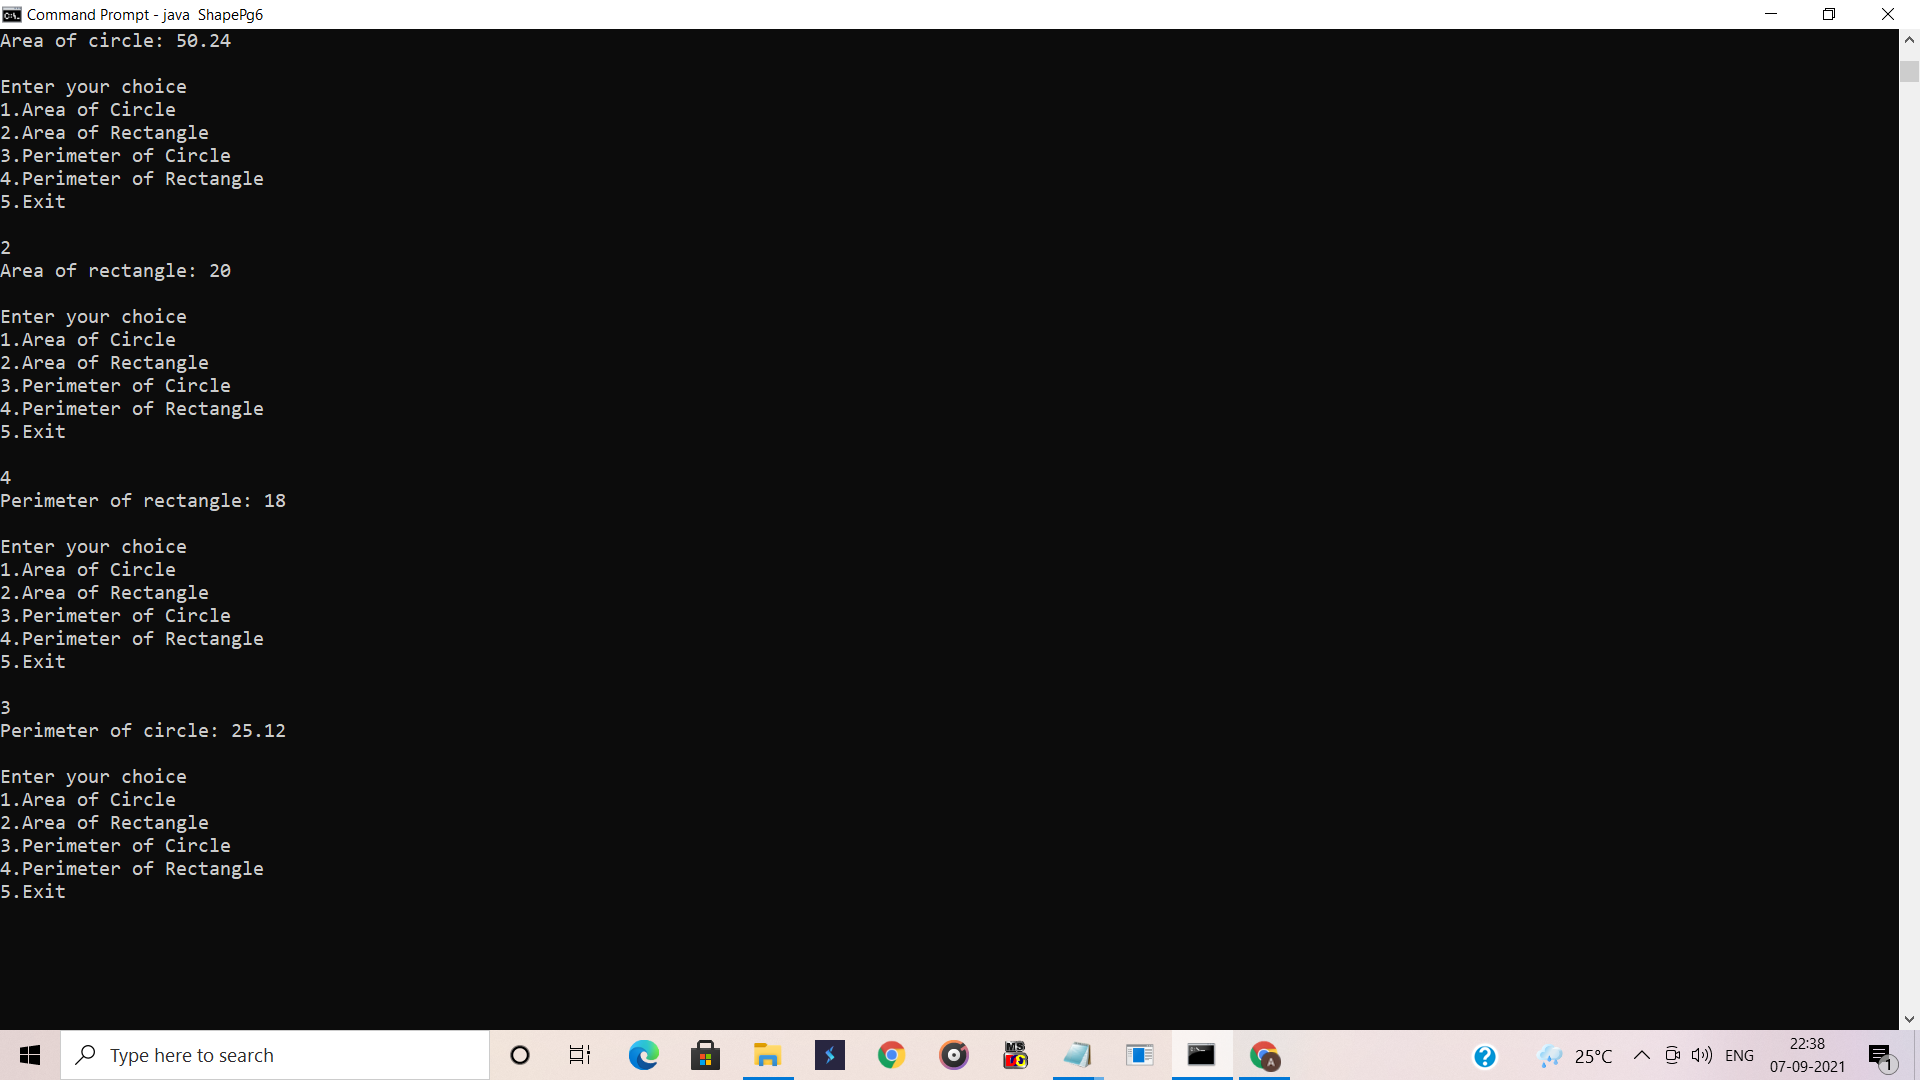 Command Prompt - java  ShapePg6
Area of circle: 50.24
Enter your choice
1.Area of Circle
2.Area of Rectangle
3.Perimeter of Circle
4.Perimeter of Rectangle
5.Exit
2
Area of rectangle: 20
Enter your choice
1.Area of Circle
2.Area of Rectangle
3.Perimeter of Circle
4.Perimeter of Rectangle
5.Exit
4
Perimeter of rectangle: 18
Enter your choice
1.Area of Circle
2.Area of Rectangle
3.Perimeter of Circle
4.Perimeter of Rectangle
5.Exit
3
Perimeter of circle: 25.12
Enter your choice
1.Area of Circle
2.Area of Rectangle
3.Perimeter of Circle
4.Perimeter of Rectangle
5.Exit
Type here to search
25°C
ENG
22:38
07-09-2021
1